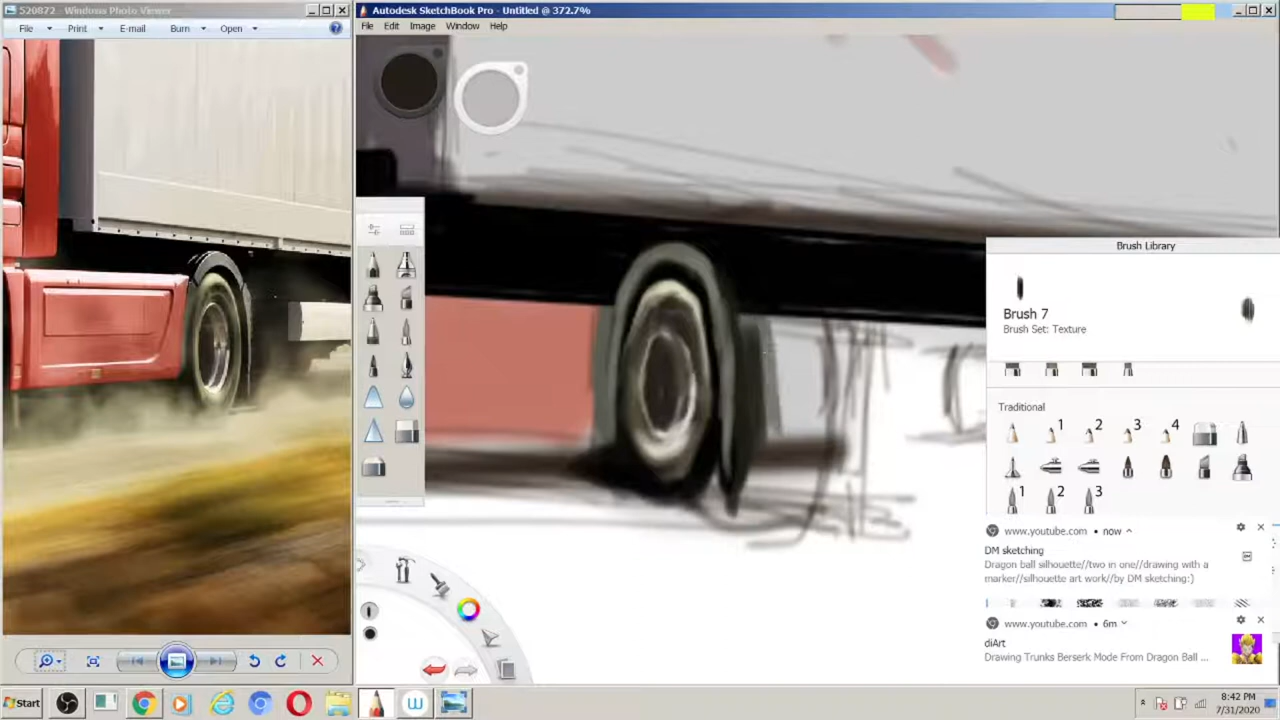 520872 - Windows Photo Viewer
File
Print
E-mail
Burn
Open
Autodesk SketchBook Pro - Untitled @ 372.7%
File Edit Image Window Help
Brush Library
Brush 7
Brush Set: Texture
Traditional
1 2 3 4
1 2 3
www.youtube.com • now
DM sketching
Dragon ball silhouette//two in one//drawing with a
marker//silhouette art work//by DM sketching:)
www.youtube.com • 6m
diArt
Drawing Trunks Berserk Mode From Dragon Ball ...
Start
8:42 PM
7/31/2020